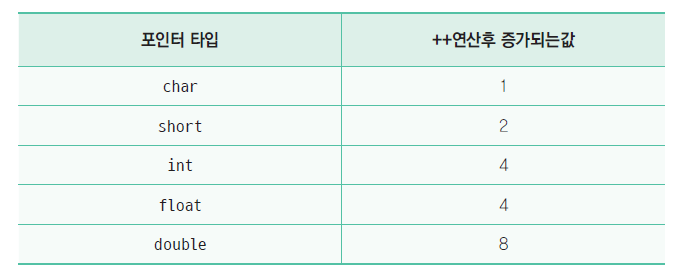 포인터 타입 ++연산후 증가되는값
char 1
short 2
int 4
float 4
double 8